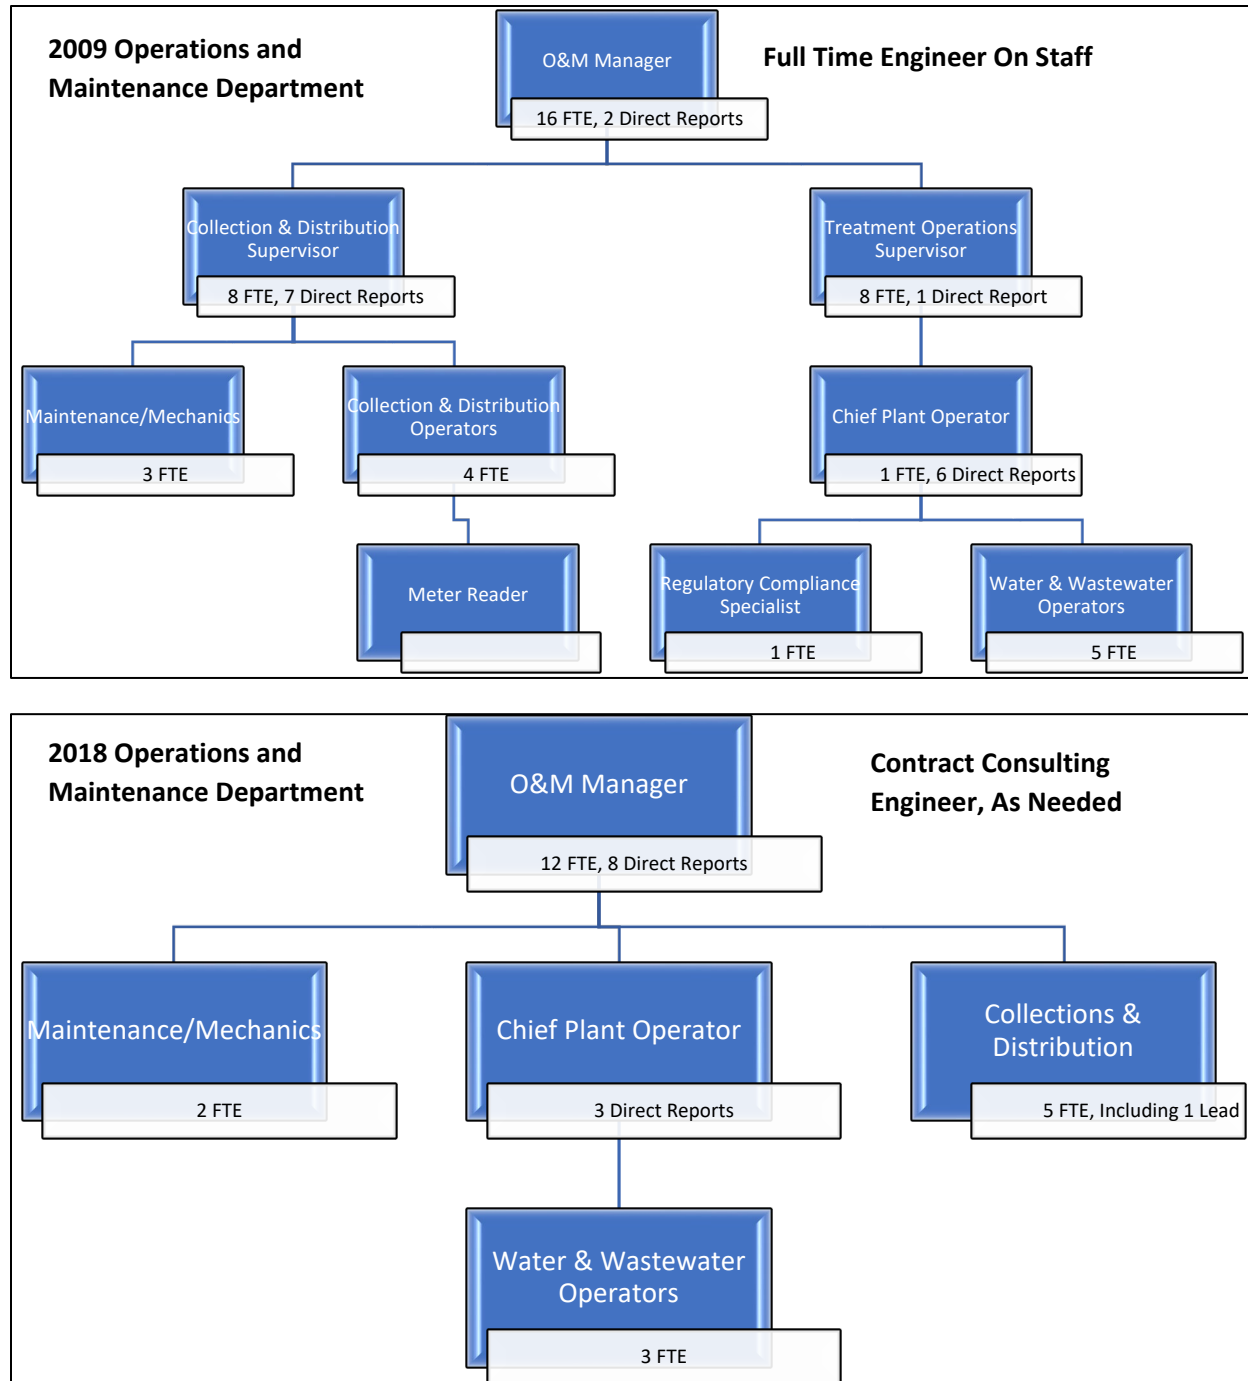 2009 Operations and
Maintenance Department
O&M Manager
Full Time Engineer On Staff
16 FTE, 2 Direct Reports
Collection & Distribution
Supervisor
8 FTE, 7 Direct Reports
Treatment Operations
Supervisor
8 FTE, 1 Direct Report
Maintenance/Mechanics
3 FTE
Collection & Distribution
Operators
4 FTE
Chief Plant Operator
1 FTE, 6 Direct Reports
Meter Reader
Regulatory Compliance
Specialist
1 FTE
Water & Wastewater
Operators
5 FTE
2018 Operations and
Maintenance Department
O&M Manager
Contract Consulting
Engineer, As Needed
12 FTE, 8 Direct Reports
Maintenance/Mechanics
2 FTE
Chief Plant Operator
3 Direct Reports
Collections &
Distribution
5 FTE, Including 1 Lead
Water & Wastewater
Operators
3 FTE